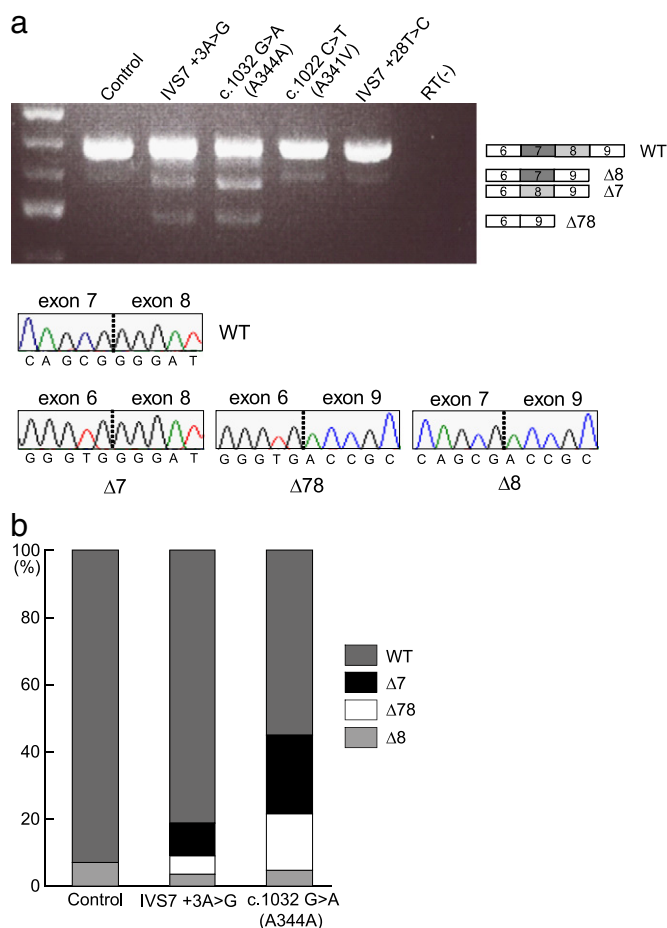 a
Control
IVS7 +3A>G
c.1032 G>A
(A344A)
c.1022 C>T
(A341V)
IVS7 +28T>C
RT(-)
6 7 8 9 WT
6 7 9 Δ8
6 8 9 Δ7
6 9 Δ78
exon 7 exon 8
C A G C G G G G A T
WT
exon 6 exon 8
G G G T G G G G A T
Δ7
exon 6 exon 9
G G G T G A C C G C
Δ78
exon 7 exon 9
C A G C G A C C G C
Δ8
b
100
(%)
80
60
40
20
0
Control
IVS7 +3A>G
c.1032 G>A
(A344A)
WT
Δ7
Δ78
Δ8